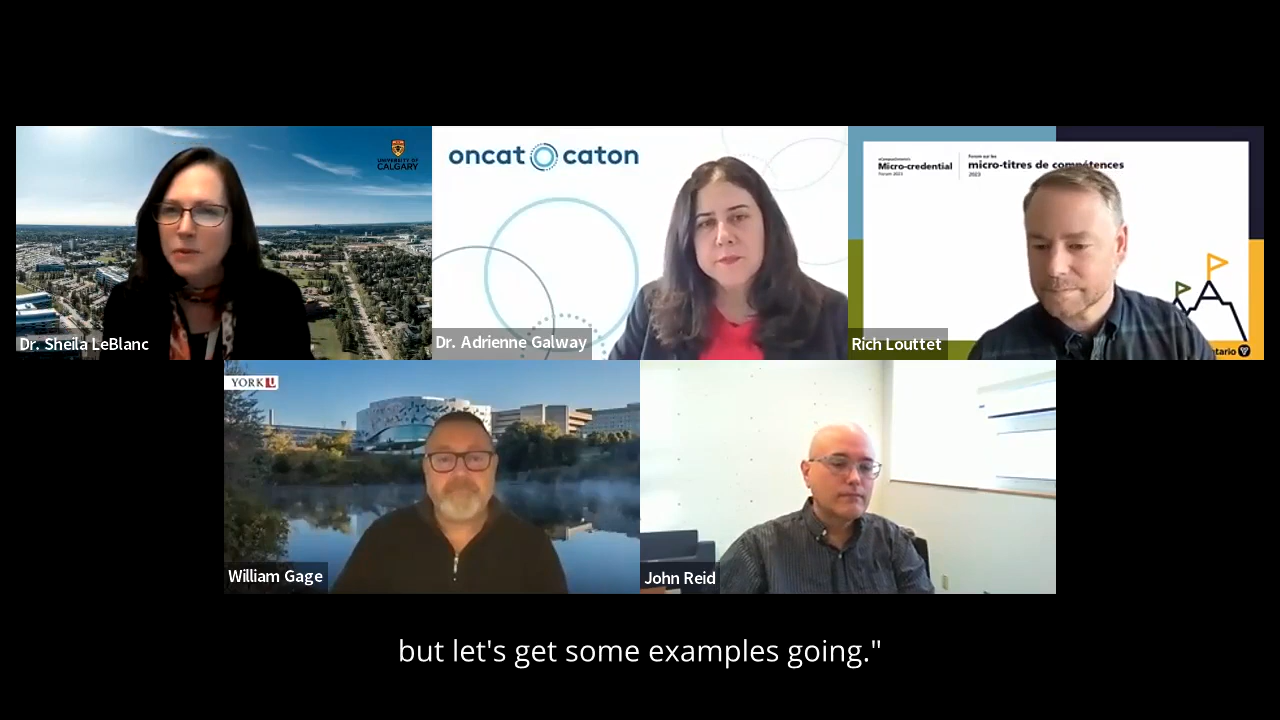 UNIVERSITY OF
CALGARY
Dr. Sheila LeBlanc
oncat caton
Dr. Adrienne Galway
Micro-credential
Forum 2023
Forum sur les
micro-titres de compétences
2023
Rich Louttet
tario
YORK U
William Gage
John Reid
but let's get some examples going."